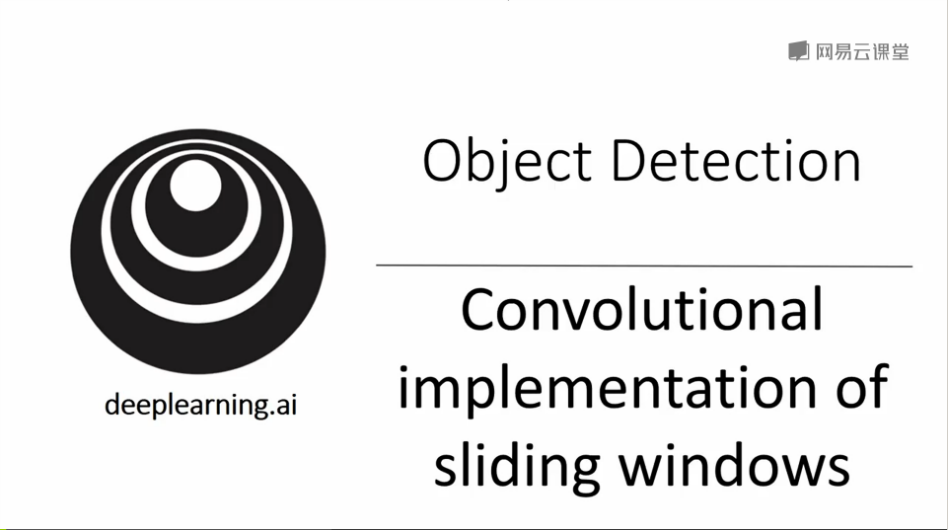 网易云课堂
Object Detection
Convolutional
implementation of
sliding windows
deeplearning.ai